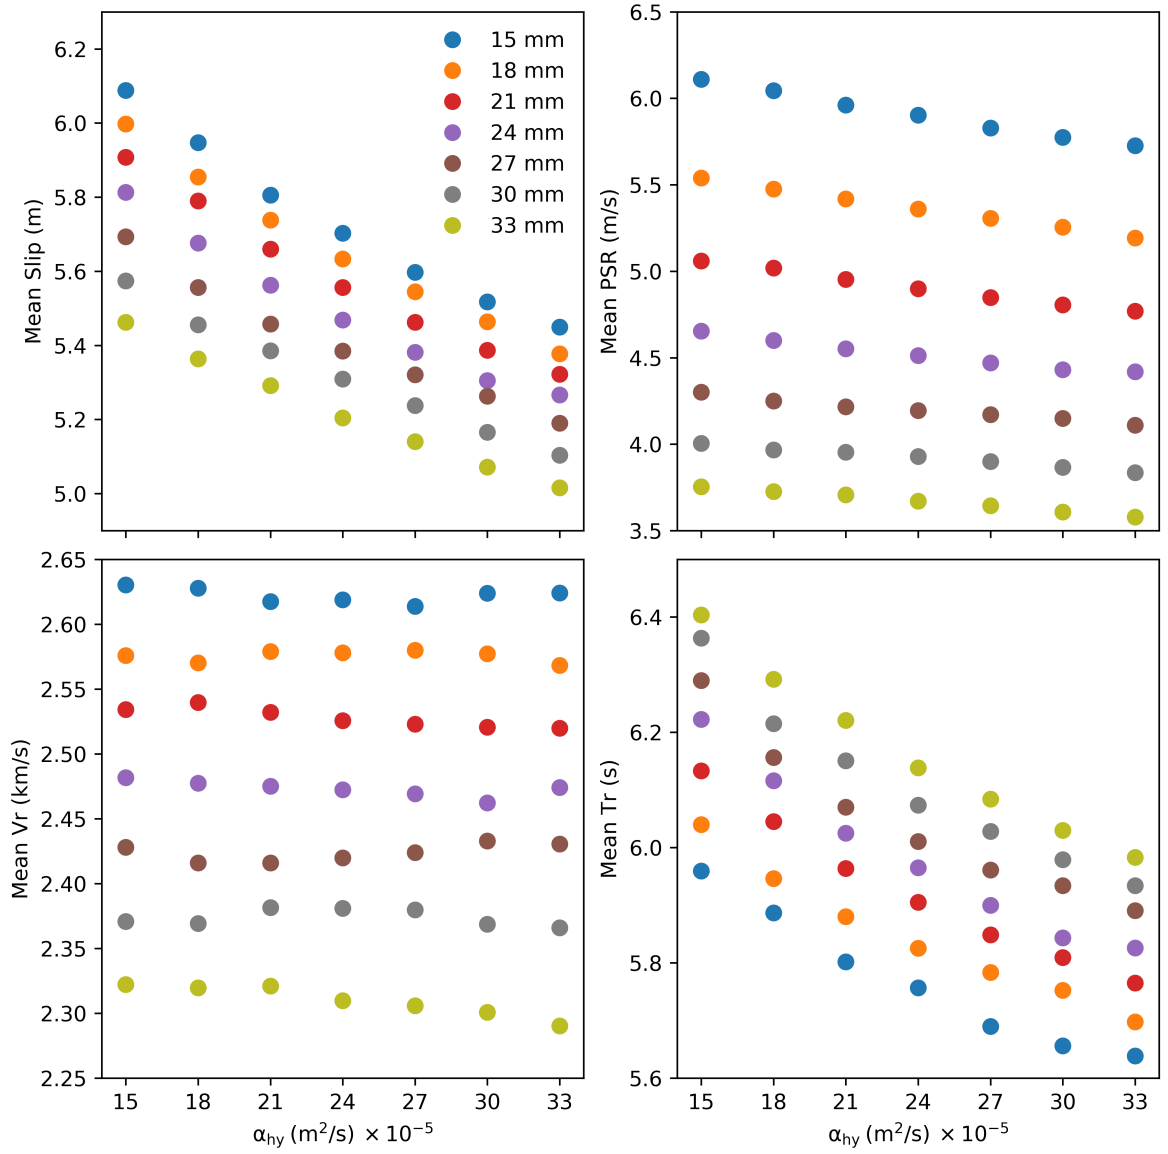 6.2
6.0
5.8
5.6
5.4
5.2
5.0
Mean Slip (m)
15 mm
18 mm
21 mm
24 mm
27 mm
30 mm
33 mm
6.5
6.0
5.5
5.0
4.5
4.0
3.5
Mean PSR (m/s)
2.65
2.60
2.55
2.50
2.45
2.40
2.35
2.30
2.25
Mean Vr (km/s)
15 18 21 24 27 30 33
α_hy (m²/s) × 10⁻⁵
6.4
6.2
6.0
5.8
5.6
Mean Tr (s)
15 18 21 24 27 30 33
α_hy (m²/s) × 10⁻⁵